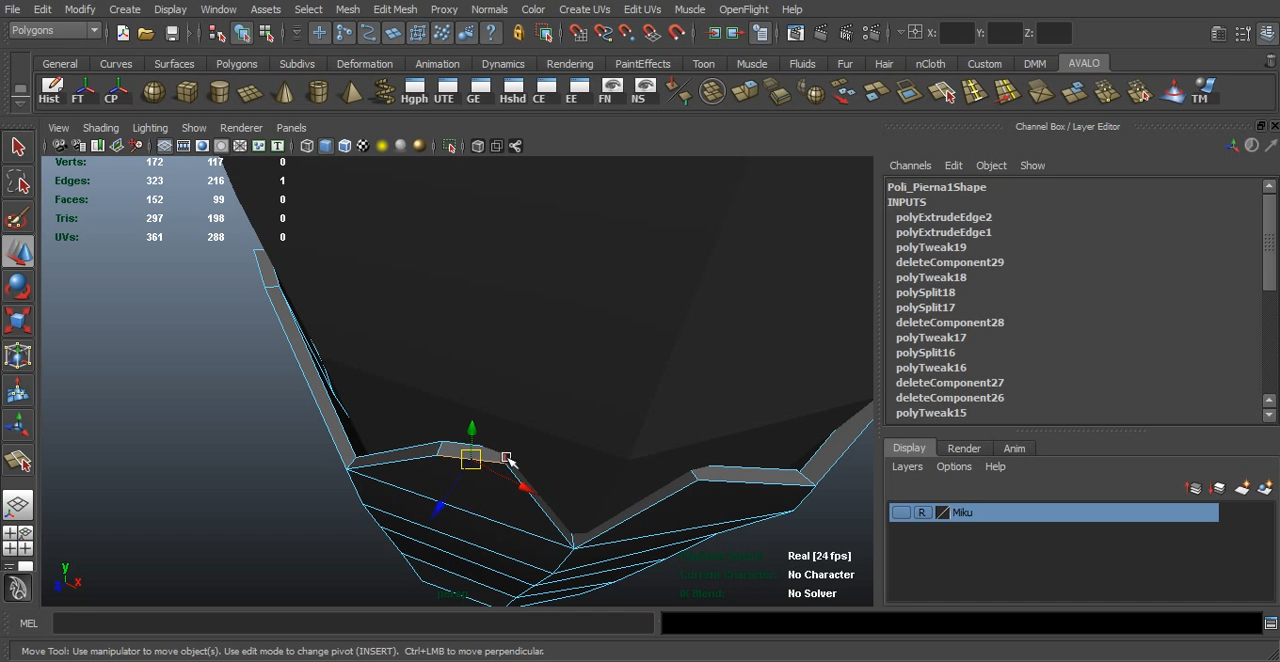 File Edit Modify Create Display Window Assets Select Mesh Edit Mesh Proxy Normals Color Create UVs Edit UVs Muscle OpenFlight Help
Polygons X: Y: Z:
General Curves Surfaces Polygons Subdivs Deformation Animation Dynamics Rendering PaintEffects Toon Muscle Fluids Fur Hair nCloth Custom DMM AVALO
Hist FT CP Hgph UTE GE Hshd CE EE FN NS TM
View Shading Lighting Show Renderer Panels
Channel Box / Layer Editor
Verts: 172 117 0
Edges: 323 216 1
Faces: 152 99 0
Tris: 297 198 0
UVs: 361 288 0
Channels Edit Object Show
Poli_Pierna1Shape
INPUTS
polyExtrudeEdge2
polyExtrudeEdge1
polyTweak19
deleteComponent29
polyTweak18
polySplit18
polySplit17
deleteComponent28
polyTweak17
polySplit16
polyTweak16
deleteComponent27
deleteComponent26
polyTweak15
Display Render Anim
Layers Options Help
R Miku
Real [24 fps]
No Character
No Solver
persp
y
z x
MEL
Move Tool: Use manipulator to move object(s). Use edit mode to change pivot (INSERT). Ctrl+LMB to move perpendicular.